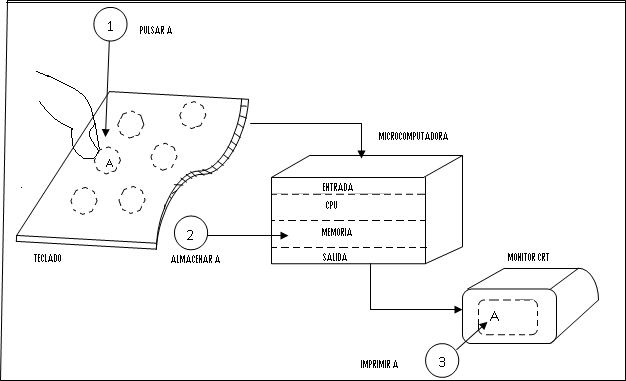 1
PULSAR A
A
TECLADO
MICROCOMPUTADORA
ENTRADA
CPU
MEMORIA
SALIDA
2
ALMACENAR A
MONITOR CRT
A
3
IMPRIMIR A